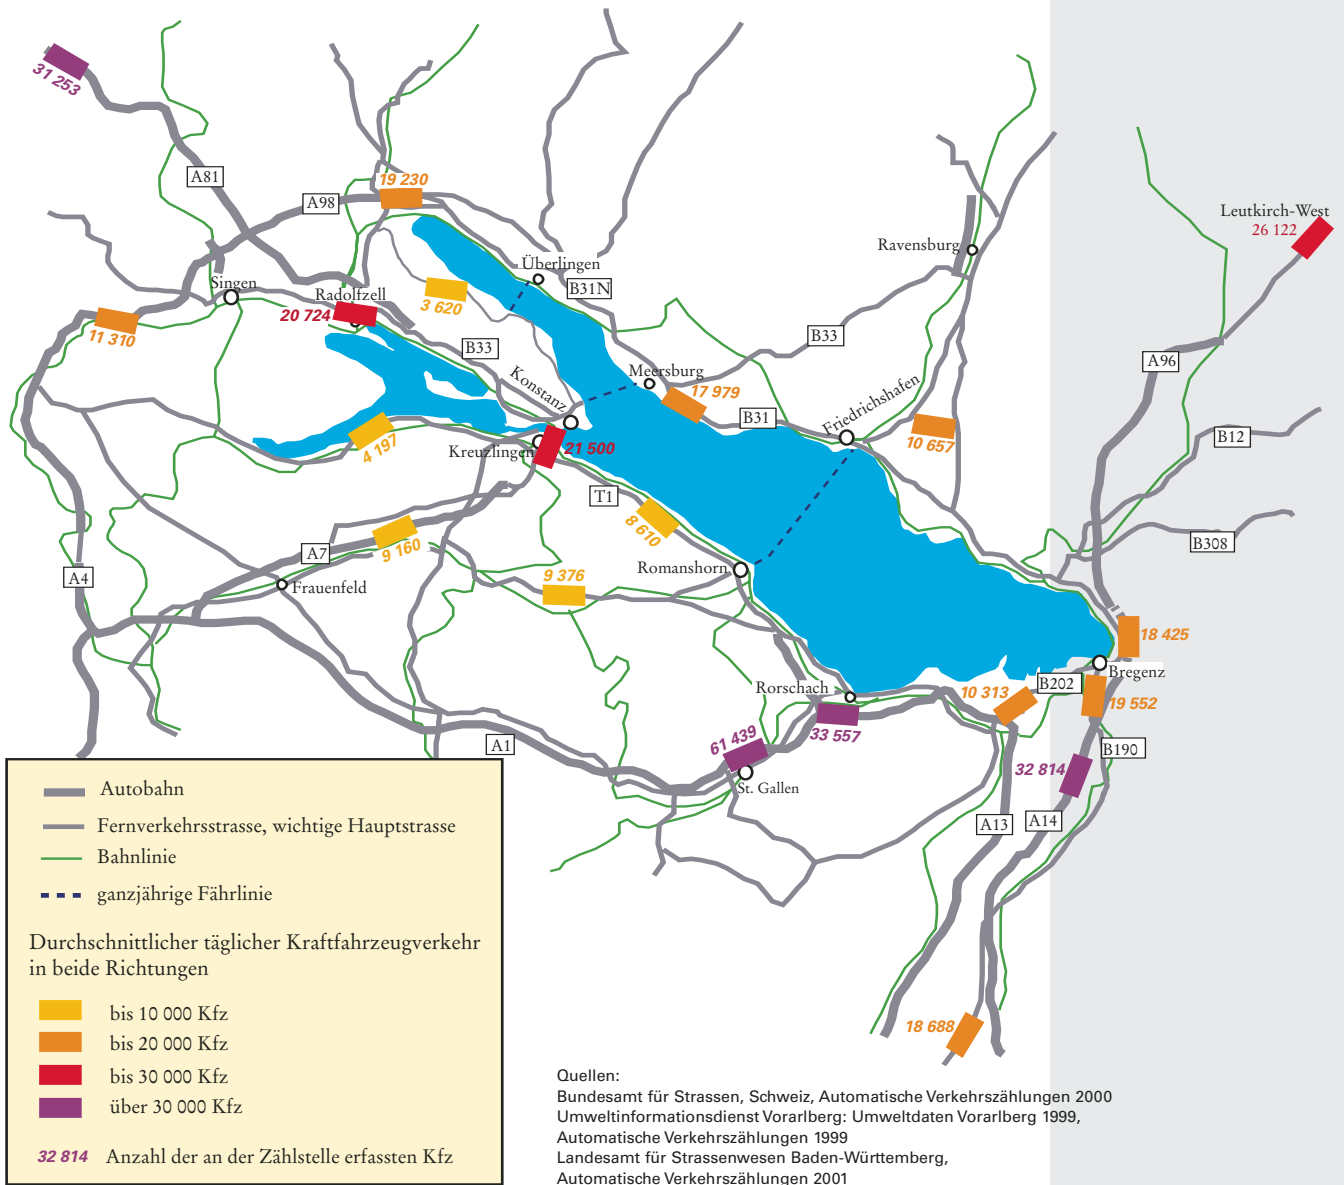 31 253
A81
19 230
A98
Leutkirch-West
26 122
Ravensburg
Überlingen
Singen
B31N
Radolfzell
3 620
20 724
11 310
B33
B33
A96
Meersburg
Konstanz
17 979
B31
Friedrichshafen
B12
10 657
4 197
Kreuzlingen
21 500
T1
8 610
B308
A7
9 160
Romanshorn
A4
9 376
Frauenfeld
18 425
Bregenz
B202
Rorschach
10 313
19 552
33 557
61 439
A1
B190
32 814
St. Gallen
A13
A14
18 688
Autobahn
Fernverkehrsstrasse, wichtige Hauptstrasse
Bahnlinie
ganzjährige Fährlinie
Durchschnittlicher täglicher Kraftfahrzeugverkehr
in beide Richtungen
bis 10 000 Kfz
bis 20 000 Kfz
bis 30 000 Kfz
über 30 000 Kfz
32 814 Anzahl der an der Zählstelle erfassten Kfz
Quellen:
Bundesamt für Strassen, Schweiz, Automatische Verkehrszählungen 2000
Umweltinformationsdienst Vorarlberg: Umweltdaten Vorarlberg 1999,
Automatische Verkehrszählungen 1999
Landesamt für Strassenwesen Baden-Württemberg,
Automatische Verkehrszählungen 2001